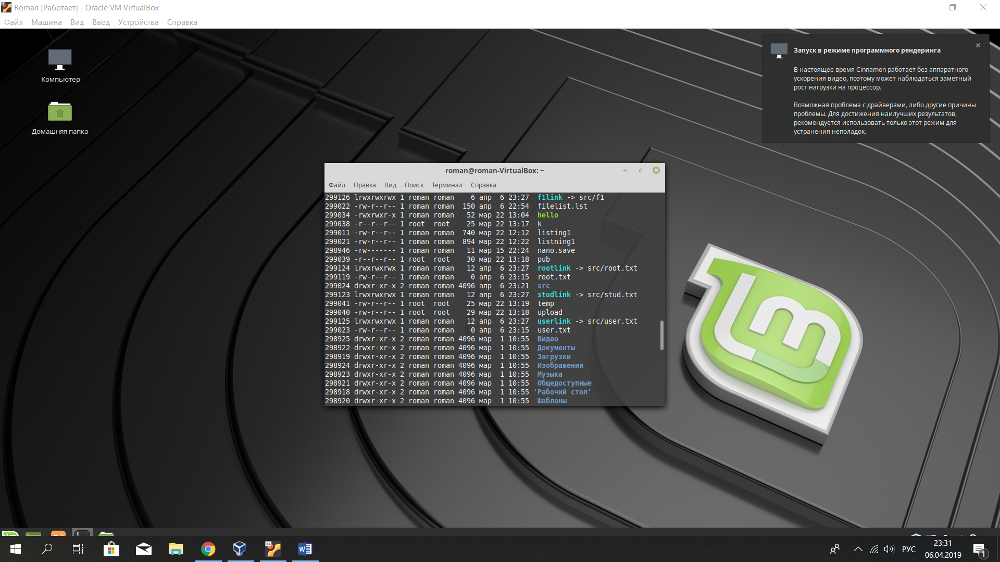 Roman [Работает] - Oracle VM VirtualBox
Файл Машина Вид Ввод Устройства Справка
Компьютер
Домашняя папка
Запуск в режиме программного рендеринга
В настоящее время Cinnamon работает без аппаратного
ускорения видео, поэтому может наблюдаться заметный
рост нагрузки на процессор.
Возможная проблема с драйверами, либо другие причины
проблемы. Для достижения наилучших результатов,
рекомендуется использовать только этот режим для
устранения неполадок.
roman@roman-VirtualBox: ~
Файл Правка Вид Поиск Терминал Справка
299126 lrwxrwxrwx 1 roman roman    6 апр  6 23:27  f1link -> src/f1
299022 -rw-r--r-- 1 roman roman  150 апр  6 22:54  filelist.lst
299034 -rwxrwxr-x 1 roman roman   52 мар 22 13:04  hello
299038 -r--r--r-- 1 root  root    25 мар 22 13:17  k
299011 -rw-r--r-- 1 roman roman  740 мар 22 12:12  listing1
299021 -rw-r--r-- 1 roman roman  894 мар 22 12:22  listning1
298946 -rw------- 1 roman roman   11 мар 15 22:24  nano.save
299039 -r--r--r-- 1 root  root    30 мар 22 13:18  pub
299124 lrwxrwxrwx 1 roman roman   12 апр  6 23:27  rootlink -> src/root.txt
299119 -rw-r--r-- 1 roman roman    0 апр  6 23:15  root.txt
299024 drwxr-xr-x 2 roman roman 4096 апр  6 23:21  src
299123 lrwxrwxrwx 1 roman roman   12 апр  6 23:27  studlink -> src/stud.txt
299041 -rw-r--r-- 1 root  root    25 мар 22 13:19  temp
299040 -rw-r--r-- 1 root  root    29 мар 22 13:18  upload
299125 lrwxrwxrwx 1 roman roman   12 апр  6 23:27  userlink -> src/user.txt
299023 -rw-r--r-- 1 roman roman    0 апр  6 23:15  user.txt
298925 drwxr-xr-x 2 roman roman 4096 мар  1 10:55  Видео
298922 drwxr-xr-x 2 roman roman 4096 мар  1 10:55  Документы
298919 drwxr-xr-x 2 roman roman 4096 мар  1 10:55  Загрузки
298924 drwxr-xr-x 2 roman roman 4096 мар  1 10:55  Изображения
298923 drwxr-xr-x 2 roman roman 4096 мар  1 10:55  Музыка
298921 drwxr-xr-x 2 roman roman 4096 мар  1 10:55  Общедоступные
298918 drwxr-xr-x 2 roman roman 4096 мар  1 10:55 'Рабочий стол'
298920 drwxr-xr-x 2 roman roman 4096 мар  1 10:55  Шаблоны
64
W
РУС
23:31
06.04.2019
1